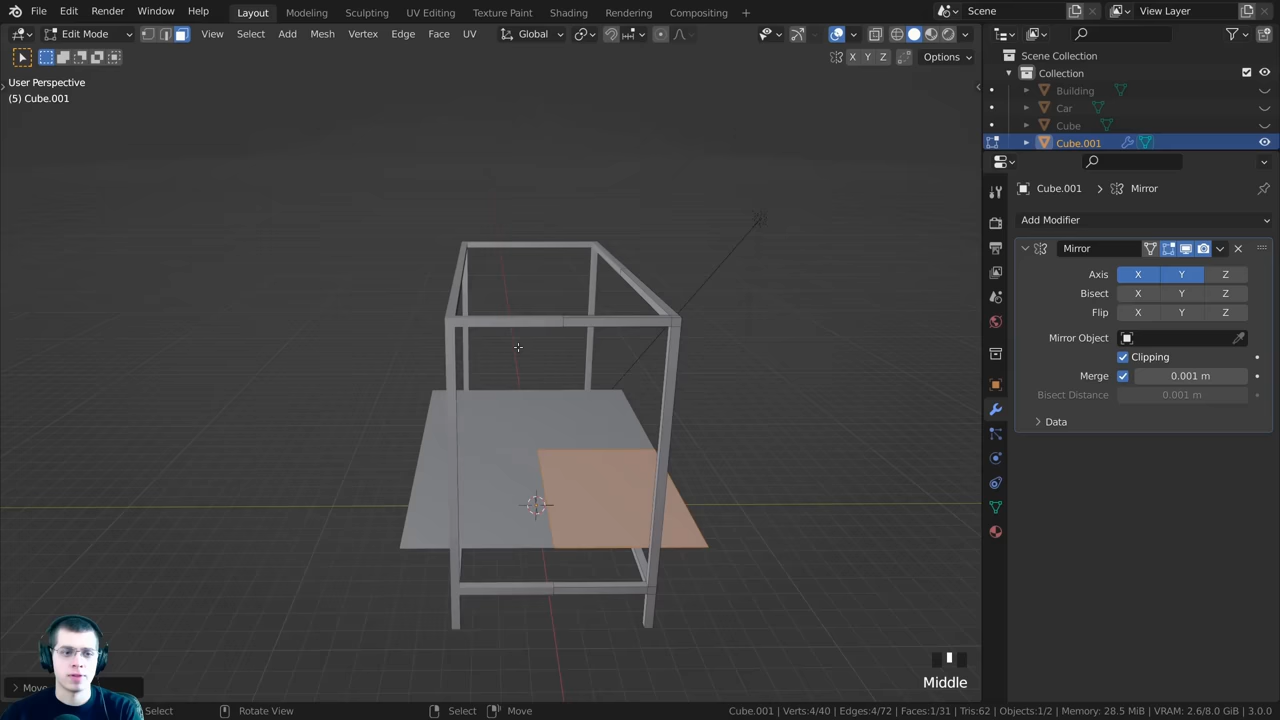 File Edit Render Window Help Layout Modeling Sculpting UV Editing Texture Paint Shading Animation Rendering Compositing + Scene View Layer
Edit Mode View Select Add Mesh Vertex Edge Face UV Global
X Y Z Options
User Perspective
(5) Cube.001
Scene Collection
Collection
Building
Car
Cube
Cube.001
Cube.001 > Mirror
Add Modifier
Mirror
Axis X Y Z
Bisect X Y Z
Flip X Y Z
Mirror Object
Clipping
Merge 0.001 m
Bisect Distance 0.001 m
Data
Middle
Move
Select Rotate View Select Move Cube.001 | Verts:4/40 | Edges:4/72 | Faces:1/31 | Tris:62 | Objects:1/2 | Memory: 28.5 MiB | VRAM: 2.6/8.0 GiB | 3.0.0